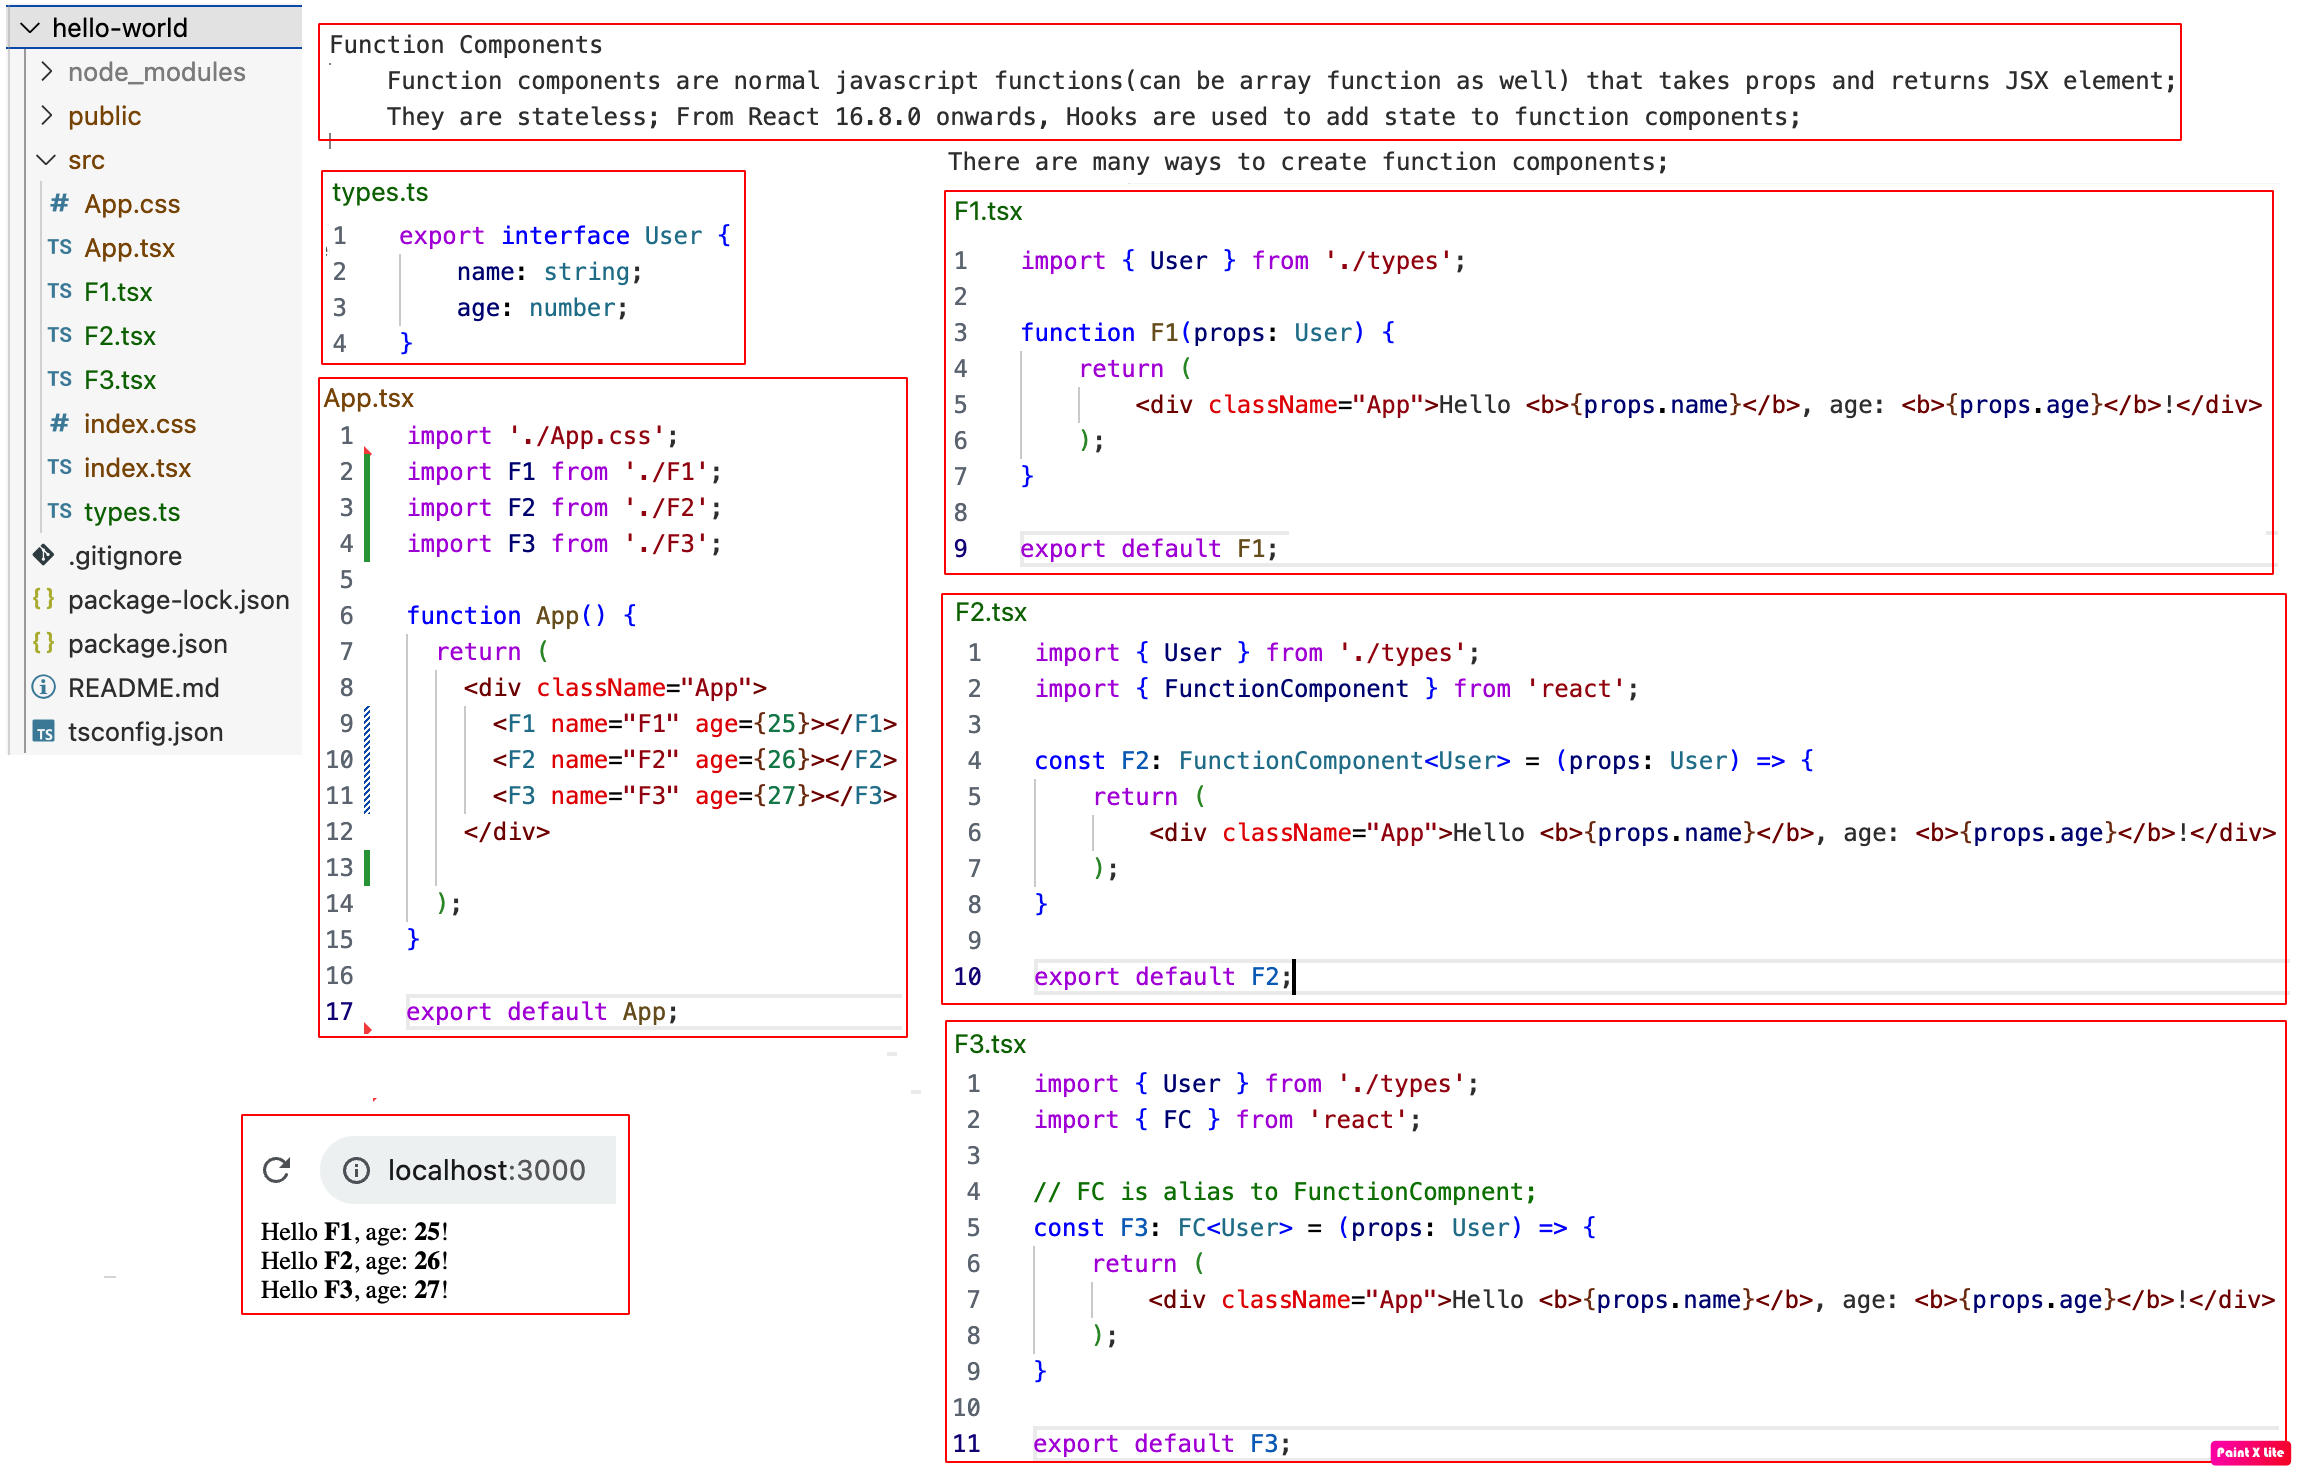 hello-world
node_modules
public
src
# App.css
TS App.tsx
TS F1.tsx
TS F2.tsx
TS F3.tsx
# index.css
TS index.tsx
TS types.ts
.gitignore
{} package-lock.json
{} package.json
README.md
TS tsconfig.json
Function Components
Function components are normal javascript functions(can be array function as well) that takes props and returns JSX element;
They are stateless; From React 16.8.0 onwards, Hooks are used to add state to function components;
There are many ways to create function components;
types.ts
1 export interface User {
2 name: string;
3 age: number;
4 }
App.tsx
1 import './App.css';
2 import F1 from './F1';
3 import F2 from './F2';
4 import F3 from './F3';
5
6 function App() {
7 return (
8 <div className="App">
9 <F1 name="F1" age={25}></F1>
10 <F2 name="F2" age={26}></F2>
11 <F3 name="F3" age={27}></F3>
12 </div>
13
14 );
15 }
16
17 export default App;
localhost:3000
Hello F1, age: 25!
Hello F2, age: 26!
Hello F3, age: 27!
F1.tsx
1 import { User } from './types';
2
3 function F1(props: User) {
4 return (
5 <div className="App">Hello <b>{props.name}</b>, age: <b>{props.age}</b>!</div>
6 );
7 }
8
9 export default F1;
F2.tsx
1 import { User } from './types';
2 import { FunctionComponent } from 'react';
3
4 const F2: FunctionComponent<User> = (props: User) => {
5 return (
6 <div className="App">Hello <b>{props.name}</b>, age: <b>{props.age}</b>!</div>
7 );
8 }
9
10 export default F2;
F3.tsx
1 import { User } from './types';
2 import { FC } from 'react';
3
4 // FC is alias to FunctionCompnent;
5 const F3: FC<User> = (props: User) => {
6 return (
7 <div className="App">Hello <b>{props.name}</b>, age: <b>{props.age}</b>!</div>
8 );
9 }
10
11 export default F3;
Paint X Lite